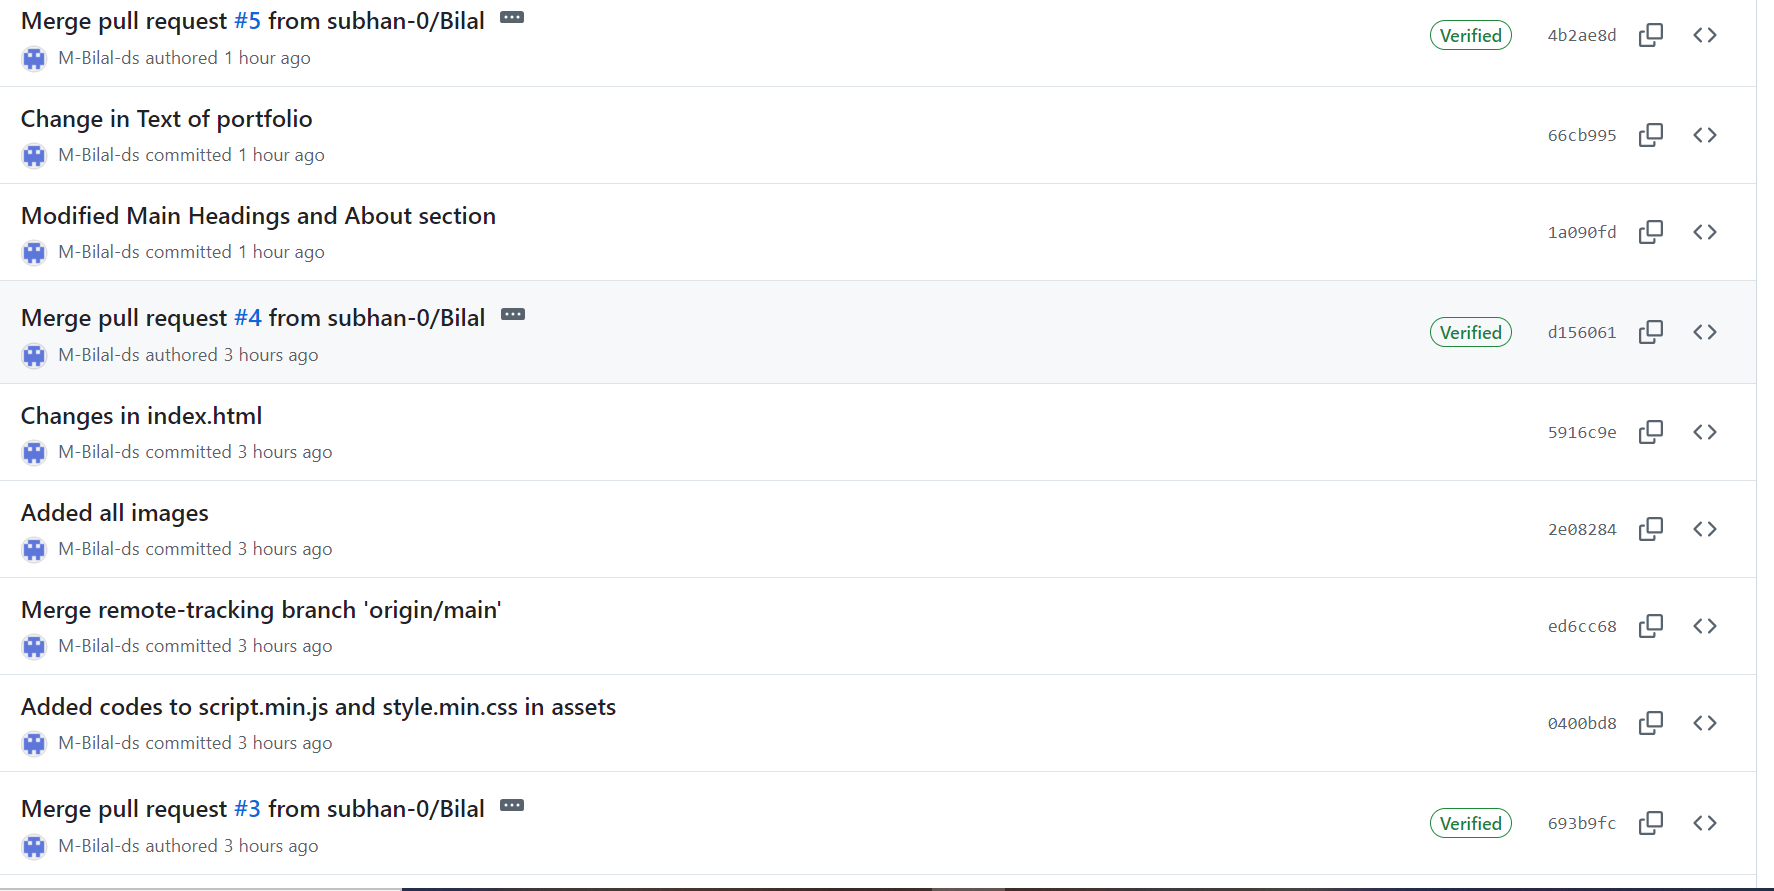 Merge pull request #5 from subhan-0/Bilal
M-Bilal-ds authored 1 hour ago
Verified 4b2ae8d
Change in Text of portfolio
M-Bilal-ds committed 1 hour ago
66cb995
Modified Main Headings and About section
M-Bilal-ds committed 1 hour ago
1a090fd
Merge pull request #4 from subhan-0/Bilal
M-Bilal-ds authored 3 hours ago
Verified d156061
Changes in index.html
M-Bilal-ds committed 3 hours ago
5916c9e
Added all images
M-Bilal-ds committed 3 hours ago
2e08284
Merge remote-tracking branch 'origin/main'
M-Bilal-ds committed 3 hours ago
ed6cc68
Added codes to script.min.js and style.min.css in assets
M-Bilal-ds committed 3 hours ago
0400bd8
Merge pull request #3 from subhan-0/Bilal
M-Bilal-ds authored 3 hours ago
Verified 693b9fc